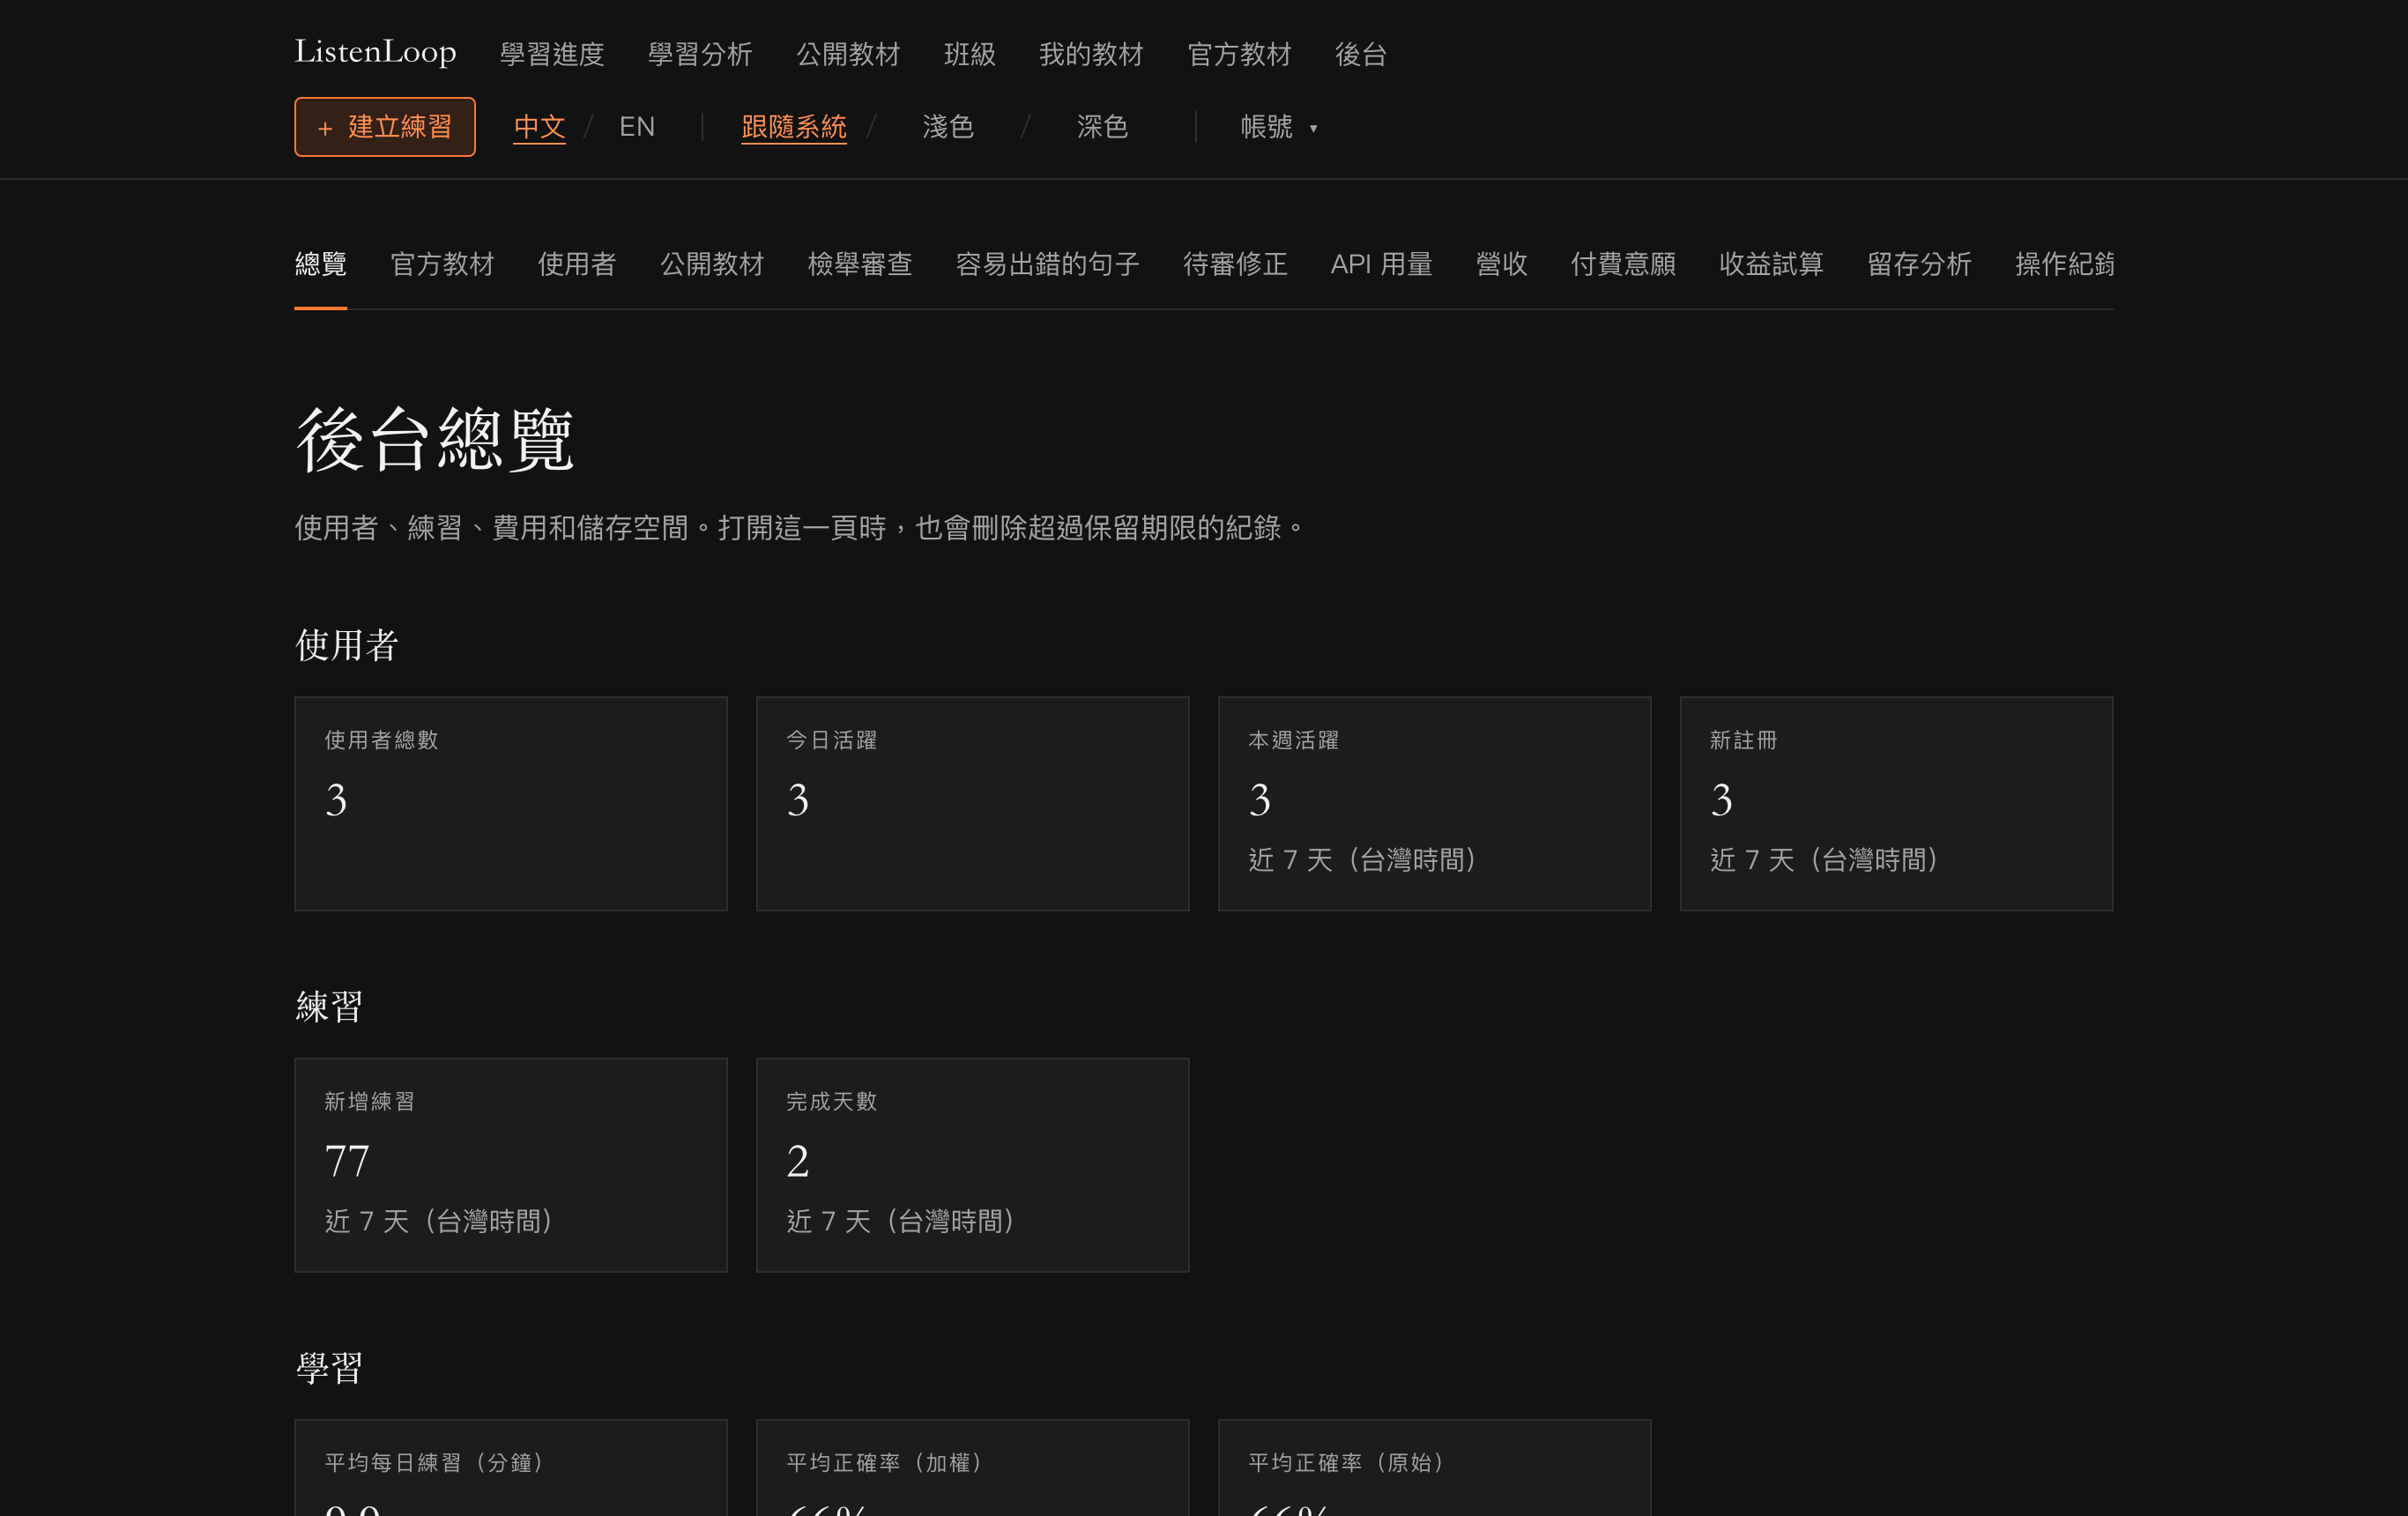 ListenLoop 學習進度 學習分析 公開教材 班級 我的教材 官方教材 後台
+ 建立練習 中文 / EN | 跟隨系統 / 淺色 / 深色 | 帳號 ▾
總覽 官方教材 使用者 公開教材 檢舉審查 容易出錯的句子 待審修正 API 用量 營收 付費意願 收益試算 留存分析 操作紀錄
後台總覽
使用者、練習、費用和儲存空間。打開這一頁時，也會刪除超過保留期限的紀錄。
使用者
使用者總數 今日活躍 本週活躍 新註冊
3 3 3 3
近 7 天（台灣時間） 近 7 天（台灣時間）
練習
新增練習 完成天數
77 2
近 7 天（台灣時間） 近 7 天（台灣時間）
學習
平均每日練習（分鐘） 平均正確率（加權） 平均正確率（原始）